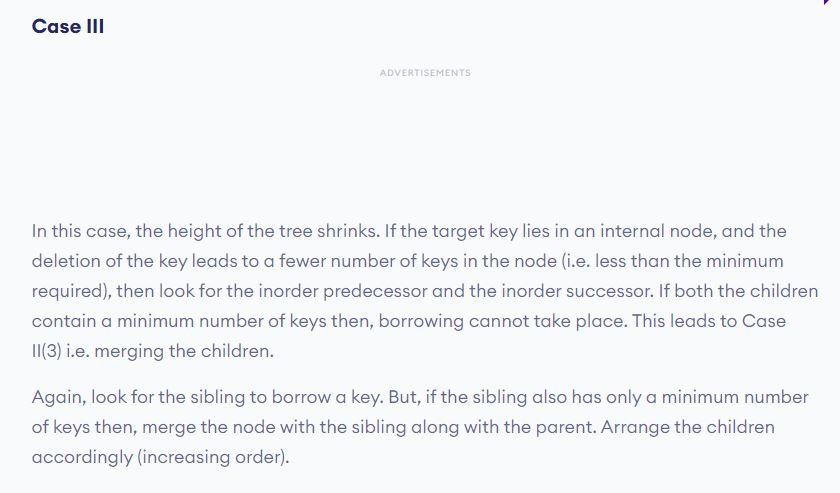 Case III
ADVERTISEMENTS
In this case, the height of the tree shrinks. If the target key lies in an internal node, and the
deletion of the key leads to a fewer number of keys in the node (i.e. less than the minimum
required), then look for the inorder predecessor and the inorder successor. If both the children
contain a minimum number of keys then, borrowing cannot take place. This leads to Case
II(3) i.e. merging the children.
Again, look for the sibling to borrow a key. But, if the sibling also has only a minimum number
of keys then, merge the node with the sibling along with the parent. Arrange the children
accordingly (increasing order).